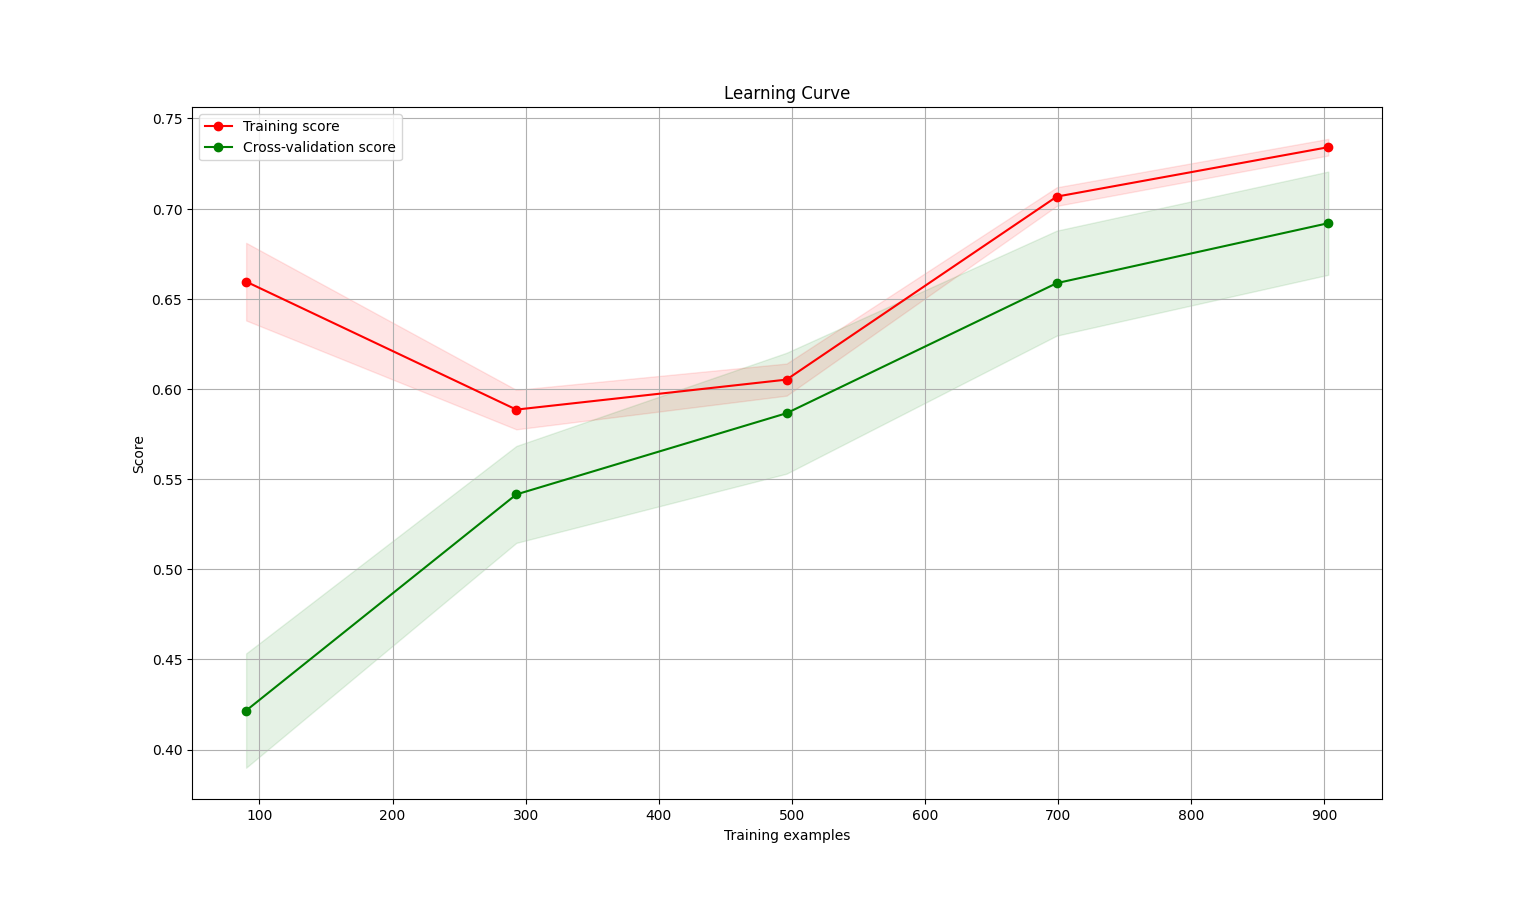 Learning Curve
Training score
Cross-validation score
0.75
0.70
0.65
0.60
0.55
0.50
0.45
0.40
Score
100 200 300 400 500 600 700 800 900
Training examples